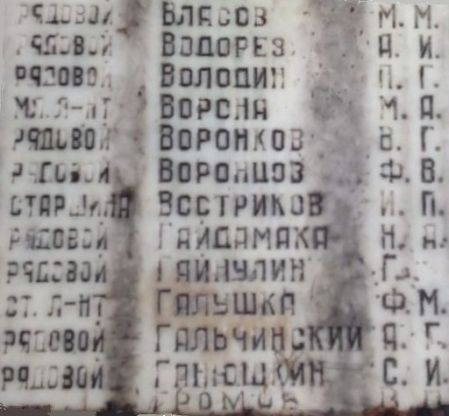 РЯДОВОЙ ВЛАСОВ М. М.
РЯДОВОЙ ВОДОРЕЗ А. И.
РЯДОВОЙ ВОЛОДИН П. Г.
МЛ. Л-НТ ВОРОНА М. А.
РЯДОВОЙ ВОРОНКОВ В. Г.
РЯДОВОЙ ВОРОНЦОВ Ф. В.
СТАРШИНА ВОСТРИКОВ И. П.
РЯДОВОЙ ГАЙДАМАКА Н. А.
РЯДОВОЙ ГАЙНУЛИН Г.
СТ. Л-НТ ГАЛУШКА Ф. М.
РЯДОВОЙ ГАЛЬЧИНСКИЙ А. Г.
РЯДОВОЙ ГАНЮШКИН С. И.
ГРОМОВ